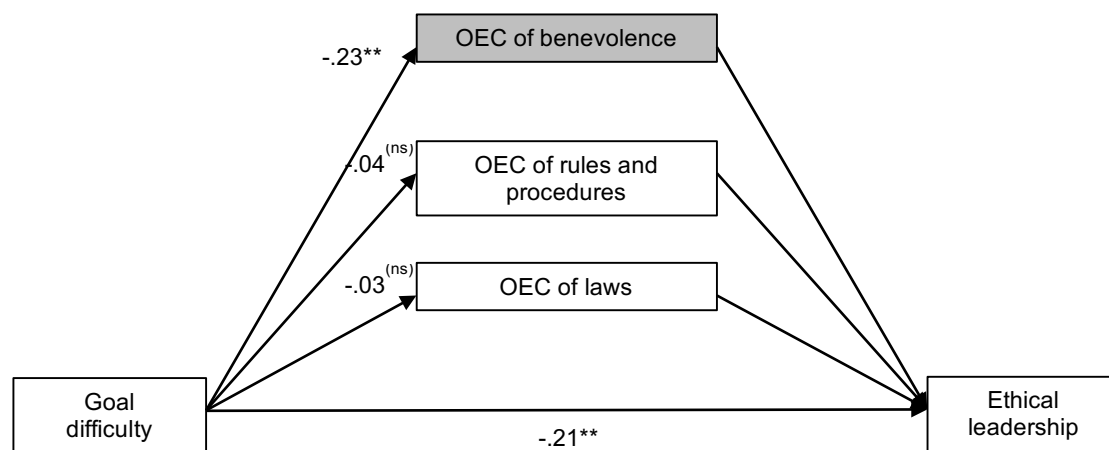 OEC of benevolence
-.23**
-.04(ns)
OEC of rules and
procedures
-.03(ns)
OEC of laws
Goal
difficulty
Ethical
leadership
-.21**